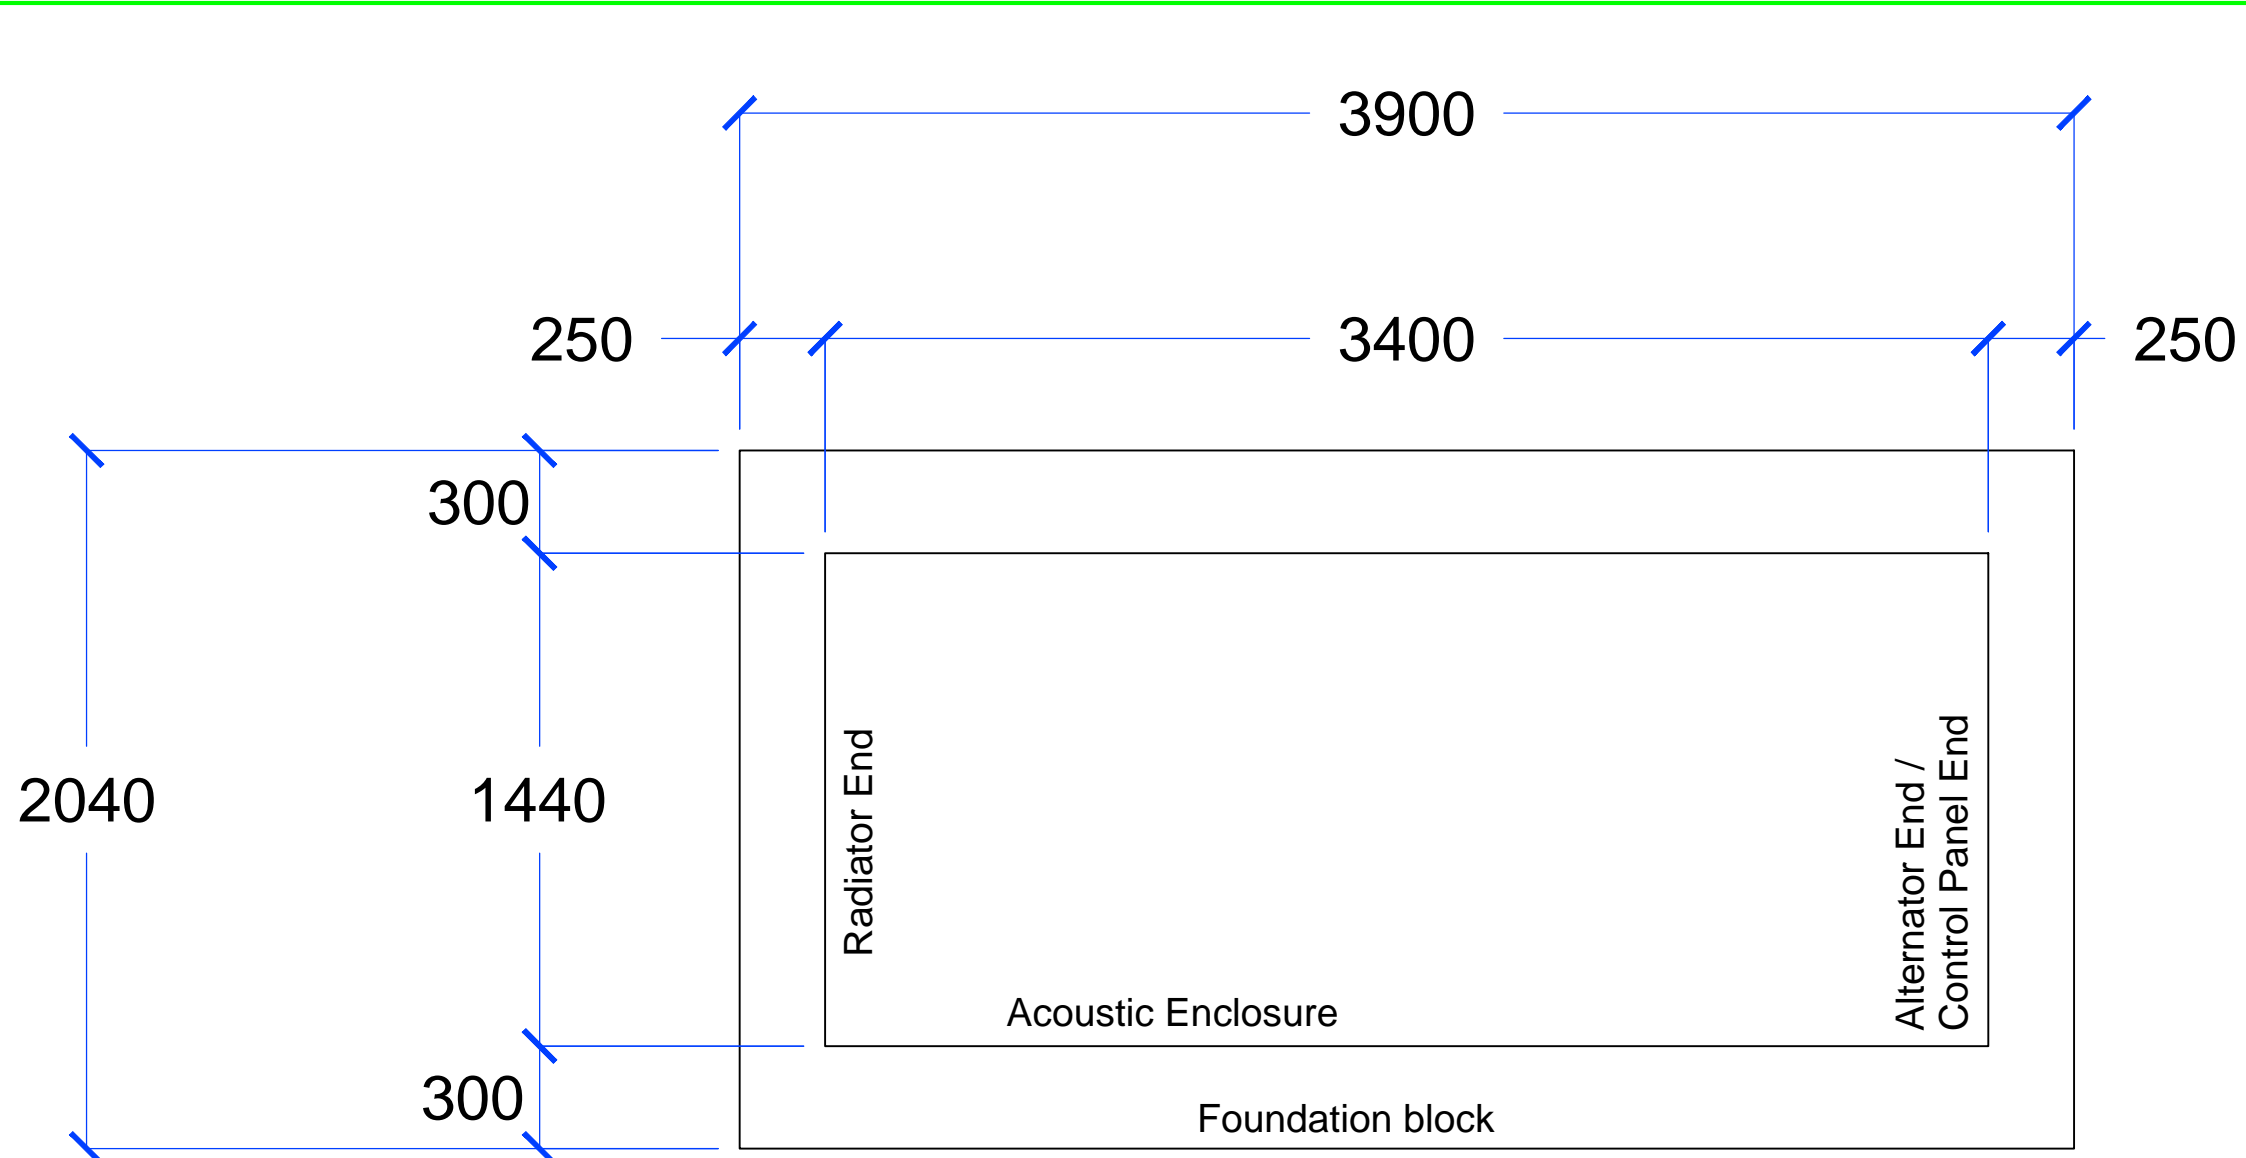 3900
250
3400
250
300
2040
1440
Radiator End
Alternator End /
Control Panel End
Acoustic Enclosure
300
Foundation block